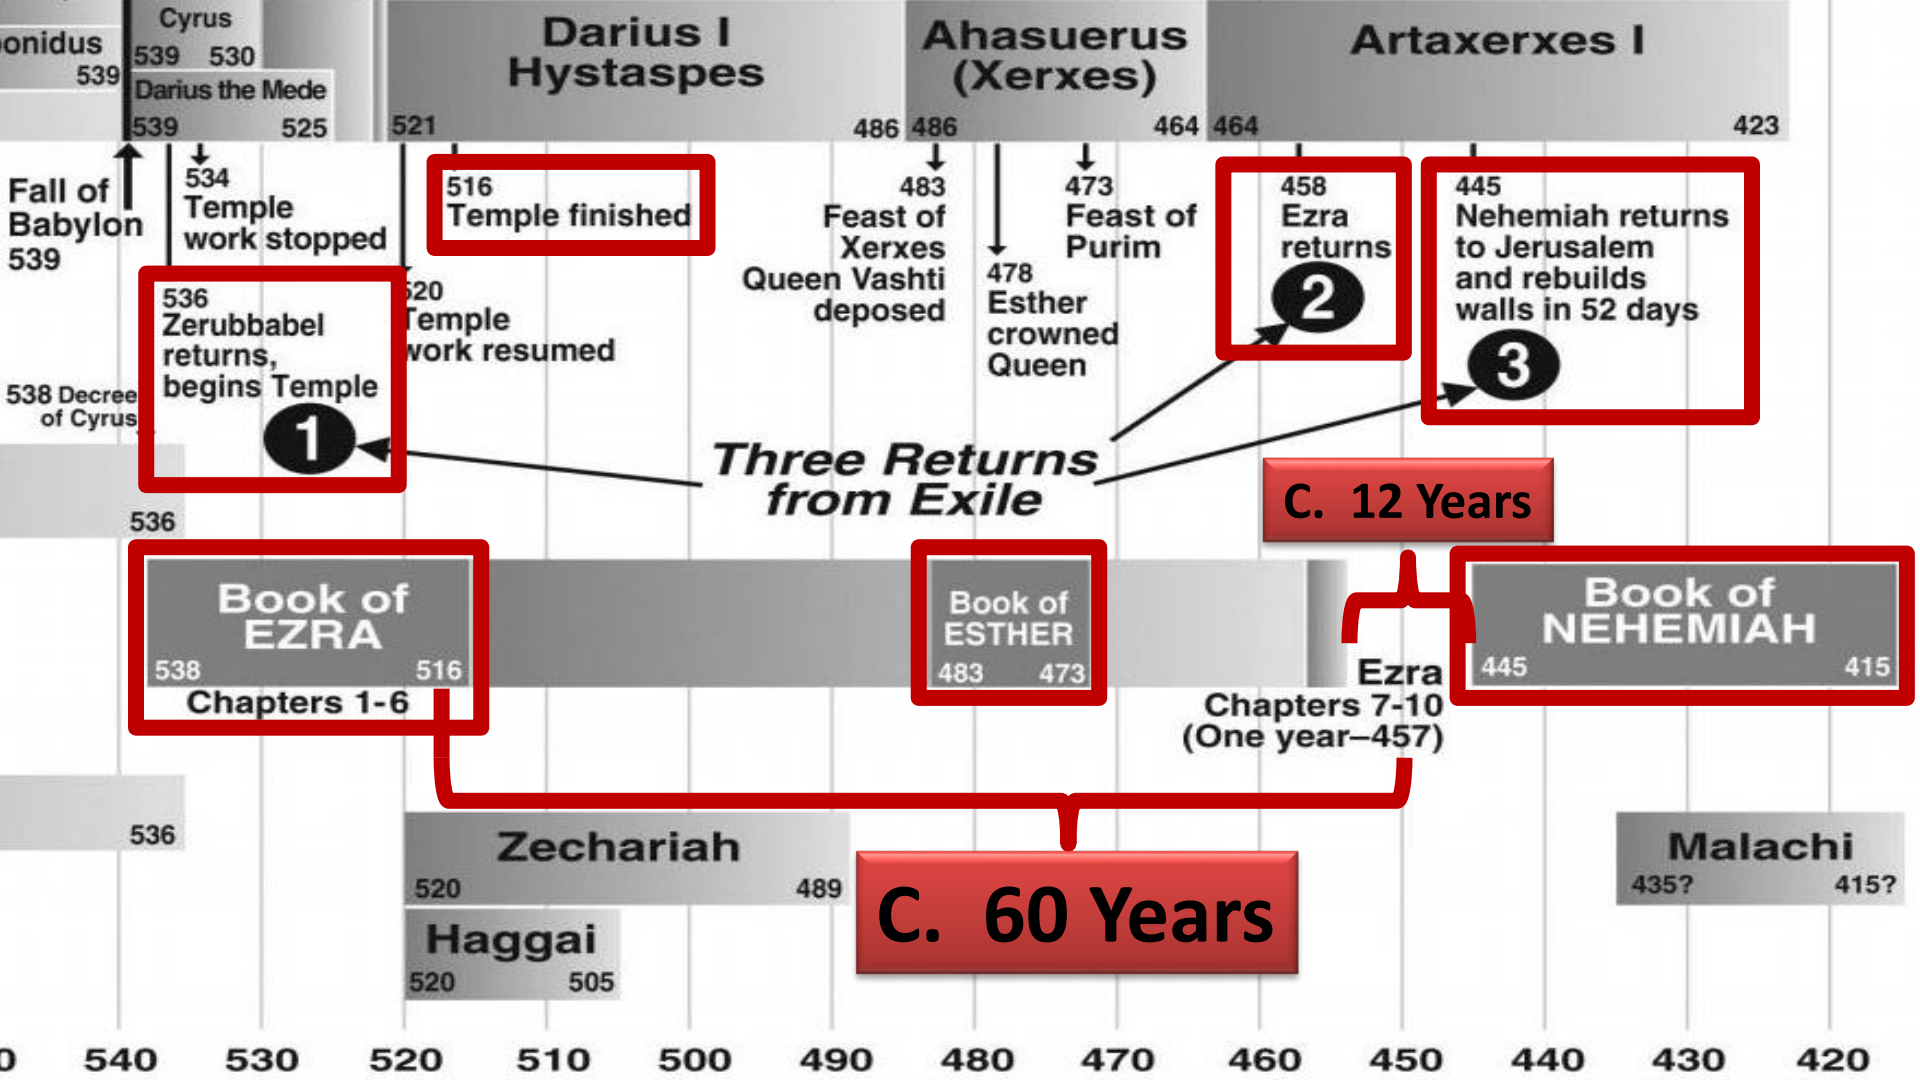 Cyrus
539 530
onidus
539
Darius the Mede
539 525
Darius I
Hystaspes
521 486
Ahasuerus
(Xerxes)
486 464
Artaxerxes I
464 423
Fall of
Babylon
539
534
Temple
work stopped
516
Temple finished
483
Feast of
Xerxes
Queen Vashti
deposed
473
Feast of
Purim
458
Ezra
returns
2
445
Nehemiah returns
to Jerusalem
and rebuilds
walls in 52 days
3
536
Zerubbabel
returns,
begins Temple
1
520
Temple
work resumed
478
Esther
crowned
Queen
538 Decree
of Cyrus
Three Returns
from Exile
C. 12 Years
536
Book of
EZRA
538 516
Chapters 1-6
Book of
ESTHER
483 473
Book of
NEHEMIAH
445 415
Ezra
Chapters 7-10
(One year–457)
536
Zechariah
520 489
C. 60 Years
Malachi
435? 415?
Haggai
520 505
0 540 530 520 510 500 490 480 470 460 450 440 430 420